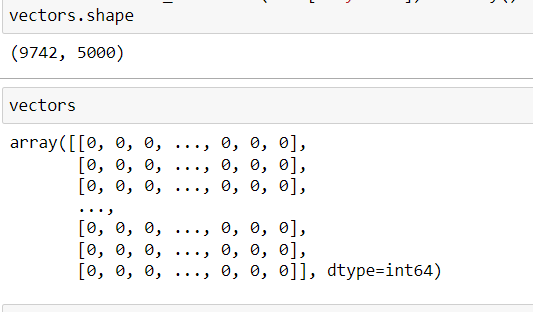 vectors.shape
(9742, 5000)
vectors
array([[0, 0, 0, ..., 0, 0, 0],
       [0, 0, 0, ..., 0, 0, 0],
       [0, 0, 0, ..., 0, 0, 0],
       ...,
       [0, 0, 0, ..., 0, 0, 0],
       [0, 0, 0, ..., 0, 0, 0],
       [0, 0, 0, ..., 0, 0, 0]], dtype=int64)